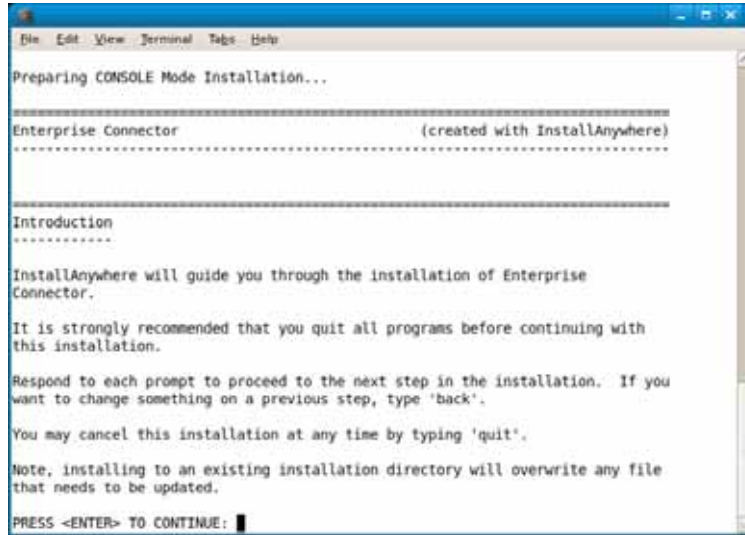 File Edit View Terminal Tabs Help
Preparing CONSOLE Mode Installation...
===============================================================================
Enterprise Connector (created with InstallAnywhere)
-------------------------------------------------------------------------------
===============================================================================
Introduction
------------
InstallAnywhere will guide you through the installation of Enterprise
Connector.
It is strongly recommended that you quit all programs before continuing with
this installation.
Respond to each prompt to proceed to the next step in the installation. If you
want to change something on a previous step, type 'back'.
You may cancel this installation at any time by typing 'quit'.
Note, installing to an existing installation directory will overwrite any file
that needs to be updated.
PRESS <ENTER> TO CONTINUE: